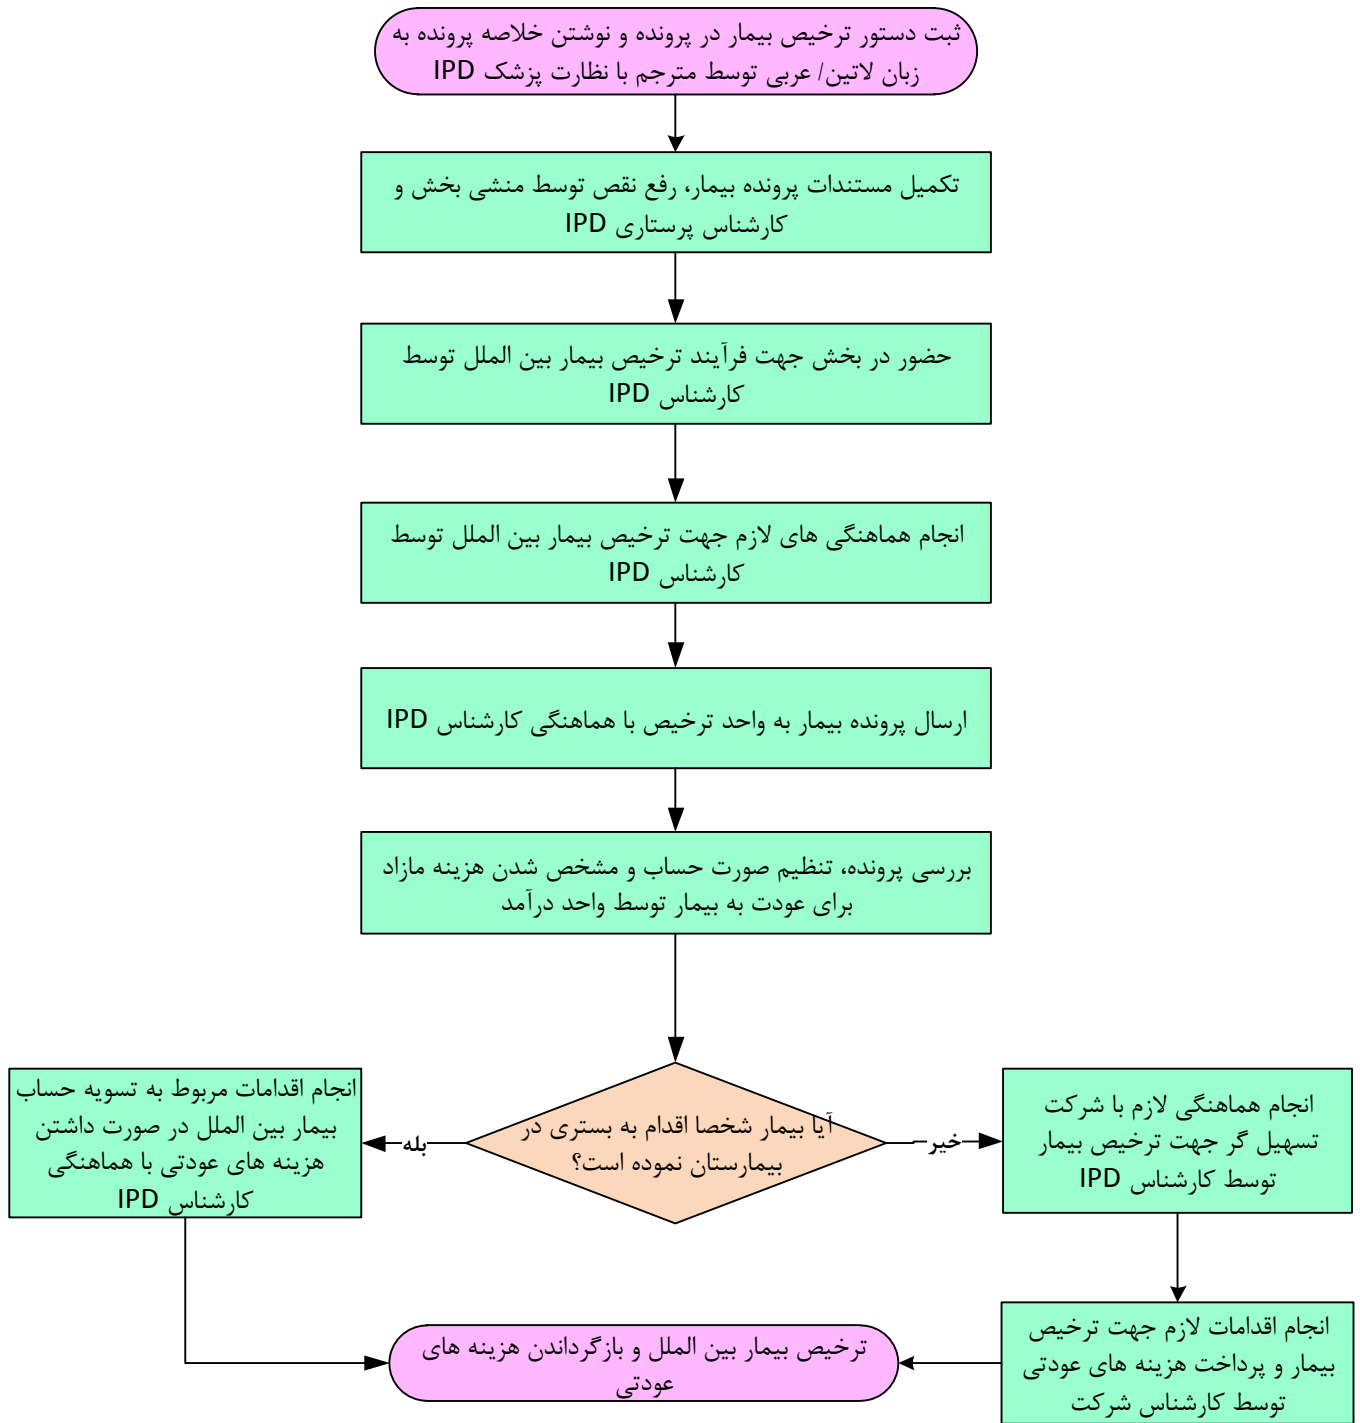 ثبت دستور ترخیص بیمار در پرونده و نوشتن خلاصه پرونده به
زبان لاتین/ عربی توسط مترجم با نظارت پزشک IPD
تکمیل مستندات پرونده بیمار، رفع نقص توسط منشی بخش و
کارشناس پرستاری IPD
حضور در بخش جهت فرآیند ترخیص بیمار بین الملل توسط
کارشناس IPD
انجام هماهنگی های لازم جهت ترخیص بیمار بین الملل توسط
کارشناس IPD
ارسال پرونده بیمار به واحد ترخیص با هماهنگی کارشناس IPD
بررسی پرونده، تنظیم صورت حساب و مشخص شدن هزینه مازاد
برای عودت به بیمار توسط واحد درآمد
آیا بیمار شخصا اقدام به بستری در
بیمارستان نموده است؟
خیر
انجام هماهنگی لازم با شرکت
تسهیل گر جهت ترخیص بیمار
توسط کارشناس IPD
بله
انجام اقدامات مربوط به تسویه حساب
بیمار بین الملل در صورت داشتن
هزینه های عودتی با هماهنگی
کارشناس IPD
انجام اقدامات لازم جهت ترخیص
بیمار و پرداخت هزینه های عودتی
توسط کارشناس شرکت
ترخیص بیمار بین الملل و بازگرداندن هزینه های
عودتی